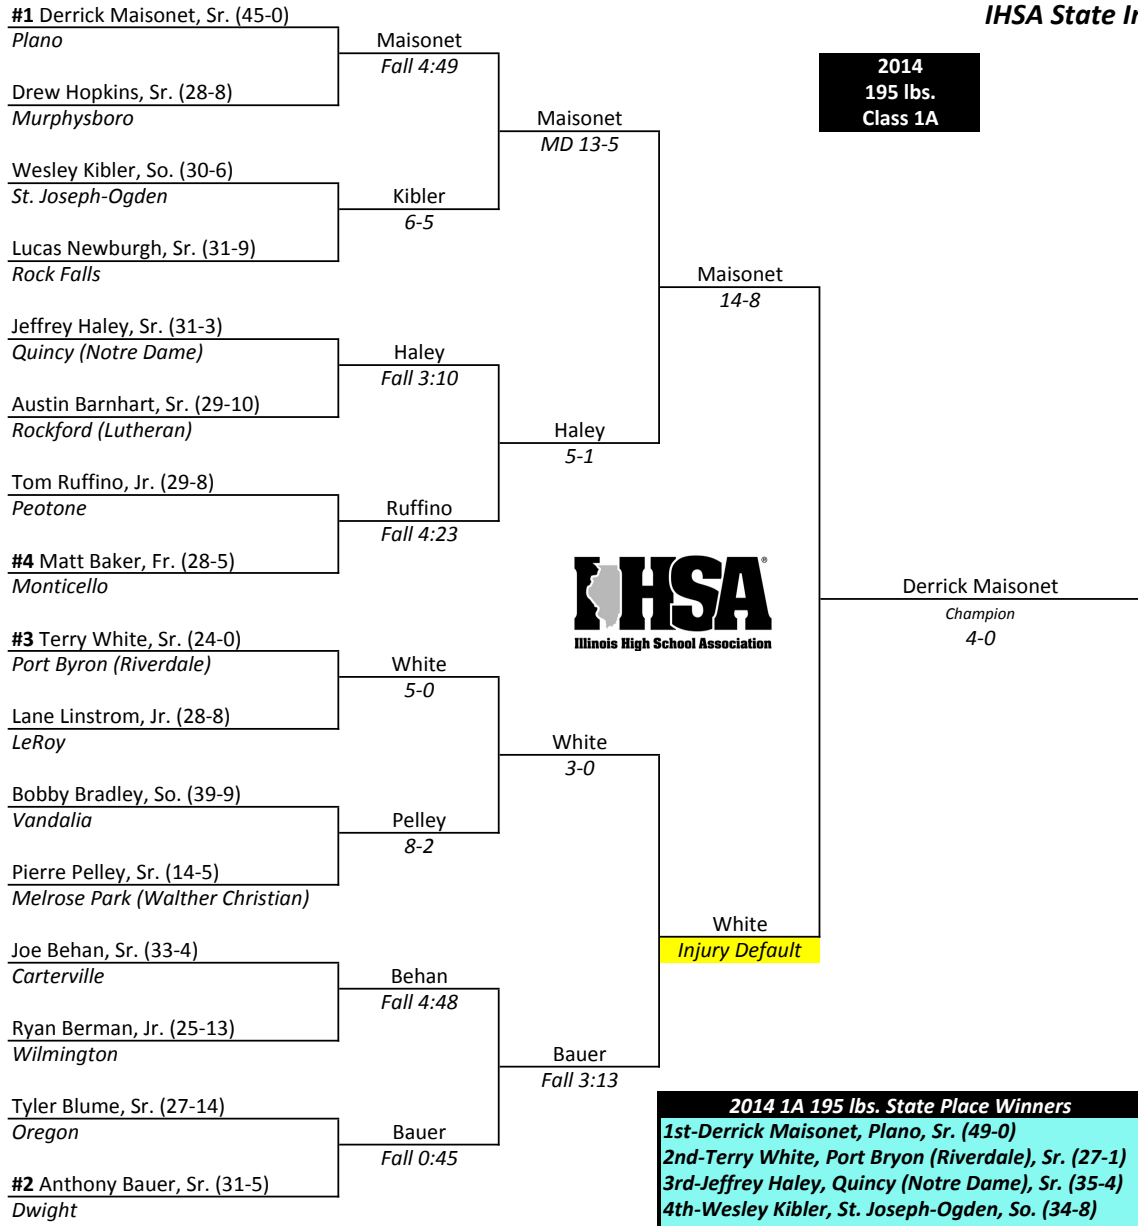 IHSA State In
2014
195 lbs.
Class 1A
#1 Derrick Maisonet, Sr. (45-0)
Plano
Maisonet
Fall 4:49
Drew Hopkins, Sr. (28-8)
Murphysboro
Maisonet
MD 13-5
Wesley Kibler, So. (30-6)
St. Joseph-Ogden
Kibler
6-5
Lucas Newburgh, Sr. (31-9)
Rock Falls
Maisonet
14-8
Jeffrey Haley, Sr. (31-3)
Quincy (Notre Dame)
Haley
Fall 3:10
Austin Barnhart, Sr. (29-10)
Rockford (Lutheran)
Haley
5-1
Tom Ruffino, Jr. (29-8)
Peotone
Ruffino
Fall 4:23
#4 Matt Baker, Fr. (28-5)
Monticello
IHSA®
Illinois High School Association
Derrick Maisonet
Champion
4-0
#3 Terry White, Sr. (24-0)
Port Byron (Riverdale)
White
5-0
Lane Linstrom, Jr. (28-8)
LeRoy
White
3-0
Bobby Bradley, So. (39-9)
Vandalia
Pelley
8-2
Pierre Pelley, Sr. (14-5)
Melrose Park (Walther Christian)
White
Injury Default
Joe Behan, Sr. (33-4)
Carterville
Behan
Fall 4:48
Ryan Berman, Jr. (25-13)
Wilmington
Bauer
Fall 3:13
Tyler Blume, Sr. (27-14)
Oregon
Bauer
Fall 0:45
#2 Anthony Bauer, Sr. (31-5)
Dwight
2014 1A 195 lbs. State Place Winners
1st-Derrick Maisonet, Plano, Sr. (49-0)
2nd-Terry White, Port Bryon (Riverdale), Sr. (27-1)
3rd-Jeffrey Haley, Quincy (Notre Dame), Sr. (35-4)
4th-Wesley Kibler, St. Joseph-Ogden, So. (34-8)